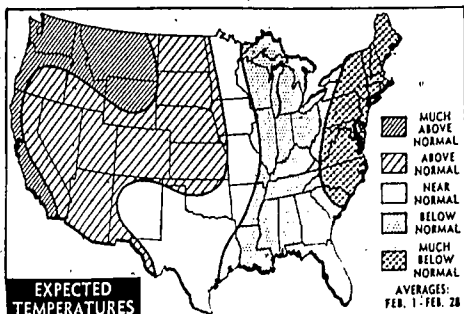 MUCH
ABOVE
NORMAL
ABOVE
NORMAL
NEAR
NORMAL
BELOW
NORMAL
MUCH
BELOW
NORMAL
AVERAGES:
FEB. 1 - FEB. 28
EXPECTED
TEMPERATURES